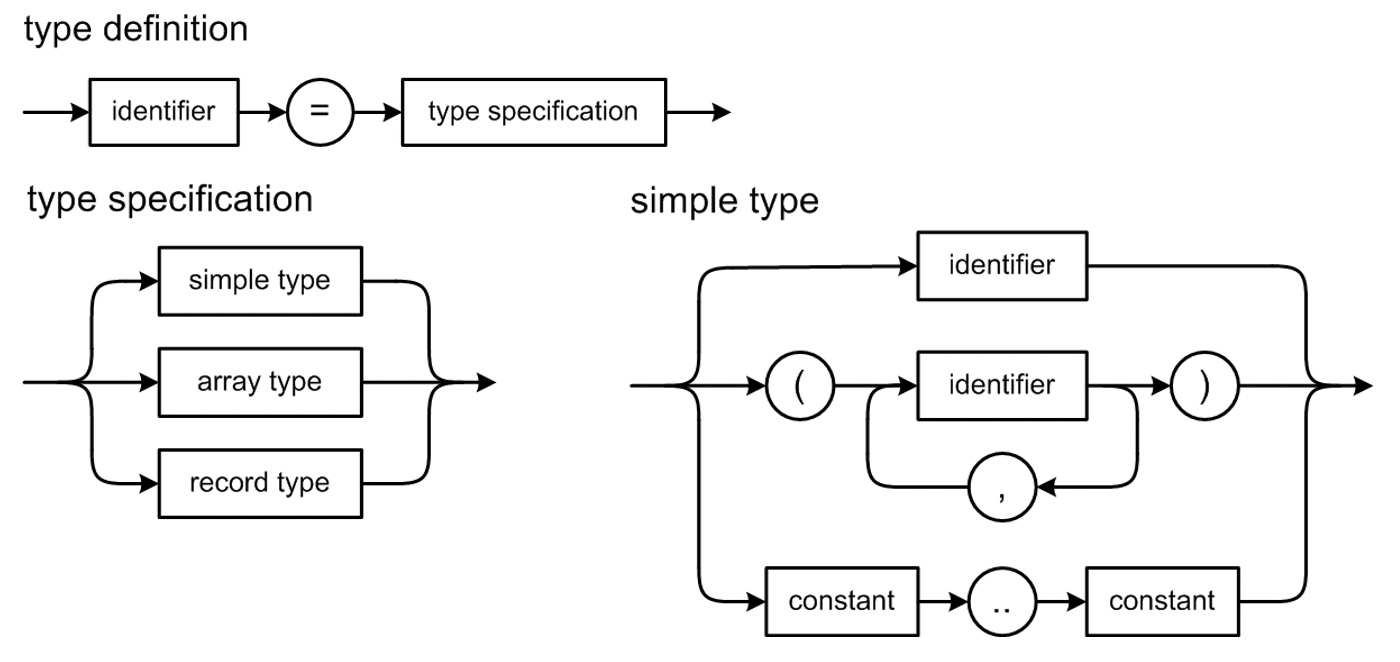 type definition
identifier = type specification
type specification
simple type
array type
record type
simple type
identifier
( identifier )
,
constant .. constant